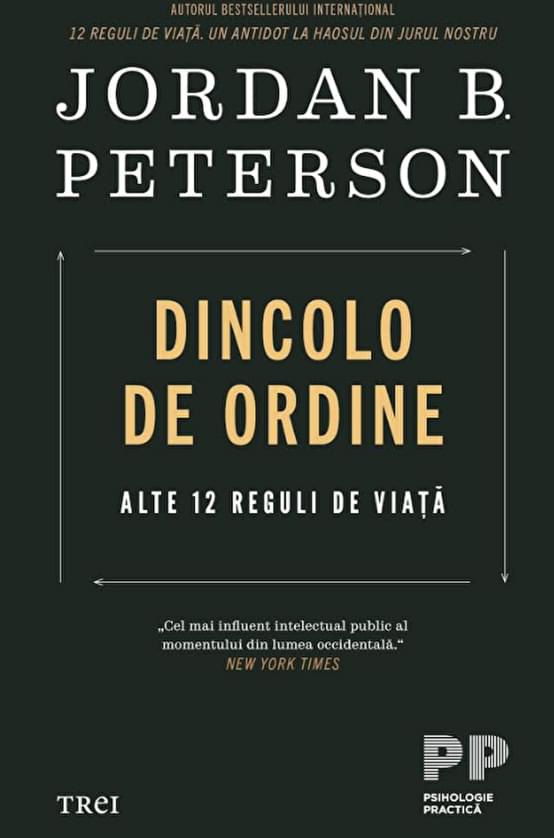 AUTORUL BESTSELLERULUI INTERNAȚIONAL
12 REGULI DE VIAȚĂ. UN ANTIDOT LA HAOSUL DIN JURUL NOSTRU
JORDAN B.
PETERSON
DINCOLO
DE ORDINE
ALTE 12 REGULI DE VIAȚĂ
„Cel mai influent intelectual public al
momentului din lumea occidentală.“
NEW YORK TIMES
PP
PSIHOLOGIE
PRACTICĂ
TREI